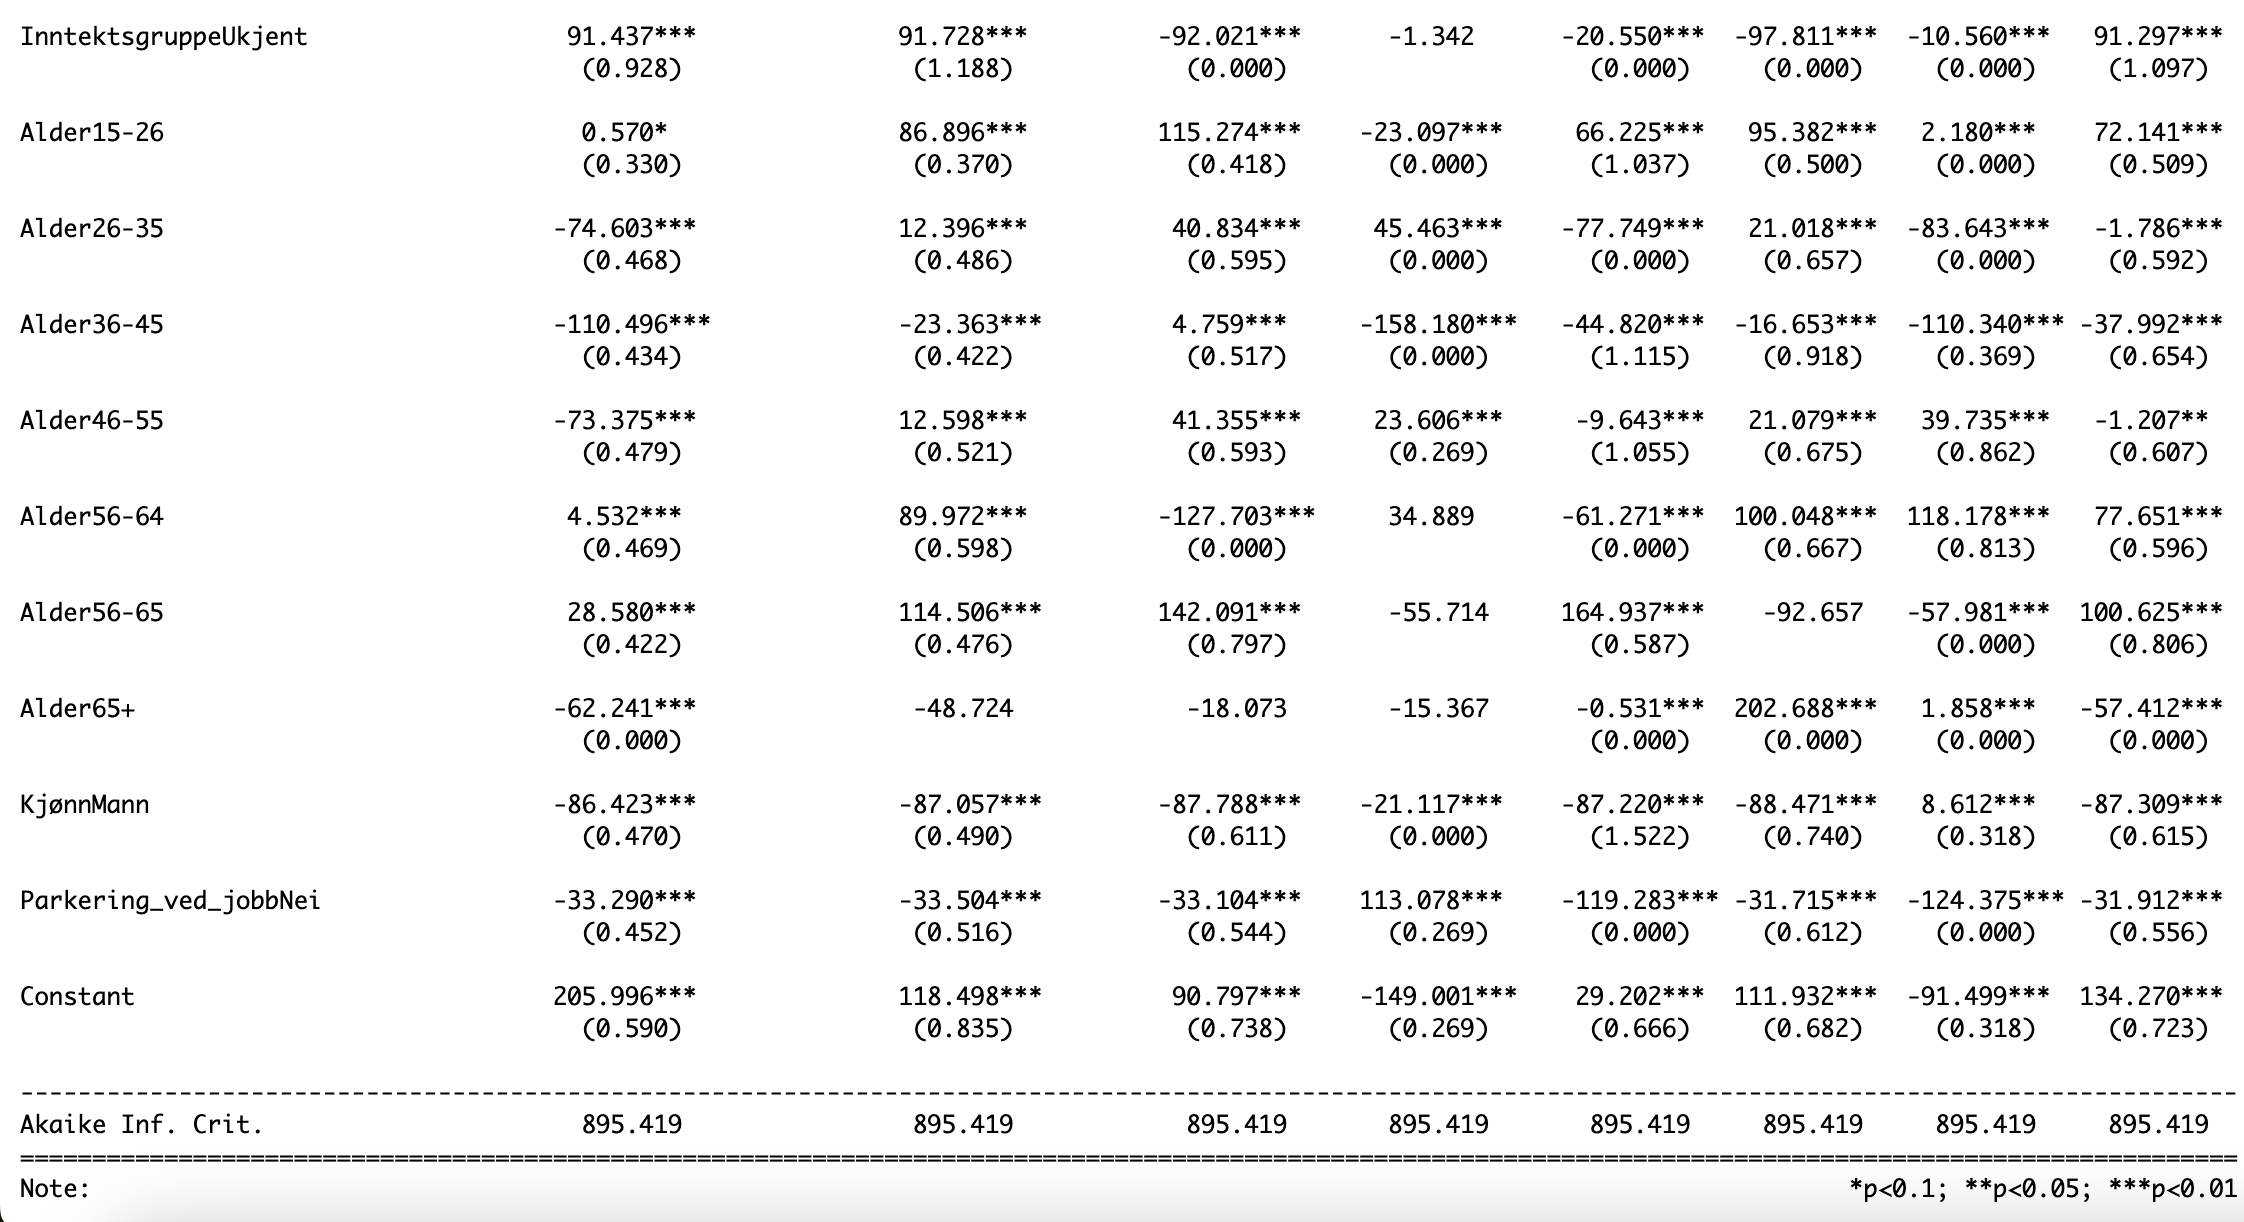 InntektsgruppeUkjent 91.437*** 91.728*** -92.021*** -1.342 -20.550*** -97.811*** -10.560*** 91.297***
(0.928) (1.188) (0.000) (0.000) (0.000) (0.000) (1.097)
Alder15-26 0.570* 86.896*** 115.274*** -23.097*** 66.225*** 95.382*** 2.180*** 72.141***
(0.330) (0.370) (0.418) (0.000) (1.037) (0.500) (0.000) (0.509)
Alder26-35 -74.603*** 12.396*** 40.834*** 45.463*** -77.749*** 21.018*** -83.643*** -1.786***
(0.468) (0.486) (0.595) (0.000) (0.000) (0.657) (0.000) (0.592)
Alder36-45 -110.496*** -23.363*** 4.759*** -158.180*** -44.820*** -16.653*** -110.340*** -37.992***
(0.434) (0.422) (0.517) (0.000) (1.115) (0.918) (0.369) (0.654)
Alder46-55 -73.375*** 12.598*** 41.355*** 23.606*** -9.643*** 21.079*** 39.735*** -1.207**
(0.479) (0.521) (0.593) (0.269) (1.055) (0.675) (0.862) (0.607)
Alder56-64 4.532*** 89.972*** -127.703*** 34.889 -61.271*** 100.048*** 118.178*** 77.651***
(0.469) (0.598) (0.000) (0.000) (0.667) (0.813) (0.596)
Alder56-65 28.580*** 114.506*** 142.091*** -55.714 164.937*** -92.657 -57.981*** 100.625***
(0.422) (0.476) (0.797) (0.587) (0.000) (0.806)
Alder65+ -62.241*** -48.724 -18.073 -15.367 -0.531*** 202.688*** 1.858*** -57.412***
(0.000) (0.000) (0.000) (0.000) (0.000)
KjønnMann -86.423*** -87.057*** -87.788*** -21.117*** -87.220*** -88.471*** 8.612*** -87.309***
(0.470) (0.490) (0.611) (0.000) (1.522) (0.740) (0.318) (0.615)
Parkering_ved_jobbNei -33.290*** -33.504*** -33.104*** 113.078*** -119.283*** -31.715*** -124.375*** -31.912***
(0.452) (0.516) (0.544) (0.269) (0.000) (0.612) (0.000) (0.556)
Constant 205.996*** 118.498*** 90.797*** -149.001*** 29.202*** 111.932*** -91.499*** 134.270***
(0.590) (0.835) (0.738) (0.269) (0.666) (0.682) (0.318) (0.723)
Akaike Inf. Crit. 895.419 895.419 895.419 895.419 895.419 895.419 895.419 895.419
Note: *p<0.1; **p<0.05; ***p<0.01